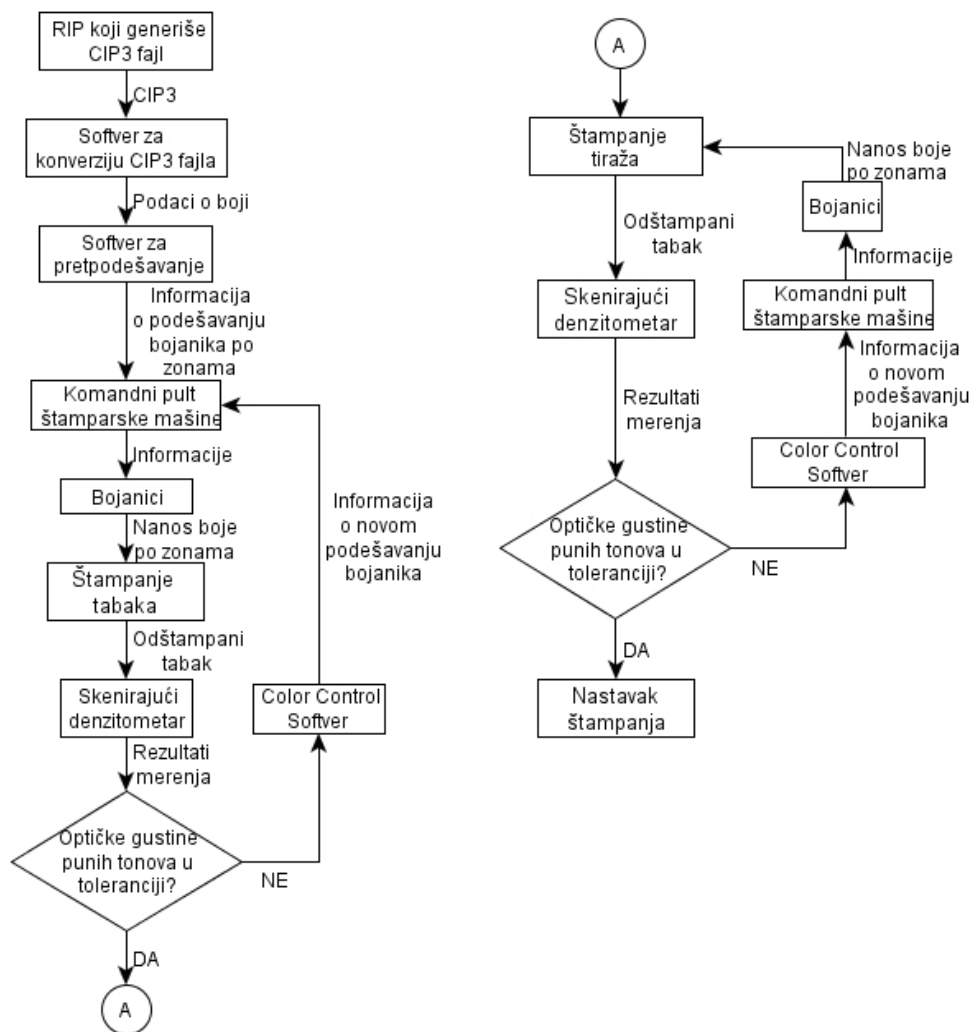 RIP koji generiše
CIP3 fajl
CIP3
Softver za
konverziju CIP3 fajla
Podaci o boji
Softver za
pretpodešavanje
Informacija
o podešavanju
bojanika po
zonama
Komandni pult
štamparske mašine
Informacije
Bojanici
Nanos boje
po zonama
Štampanje
tabaka
Odštampani
tabak
Skenirajući
denzitometar
Rezultati
merenja
Optičke gustine
punih tonova u
toleranciji?
NE
Color Control
Softver
Informacija
o novom
podešavanju
bojanika
DA
A
A
Štampanje
tiraža
Odštampani
tabak
Skenirajući
denzitometar
Rezultati
merenja
Optičke gustine
punih tonova u
toleranciji?
NE
Color Control
Softver
Informacija
o novom
podešavanju
bojanika
Komandni pult
štamparske mašine
Informacije
Bojanici
Nanos boje
po zonama
DA
Nastavak
štampanja